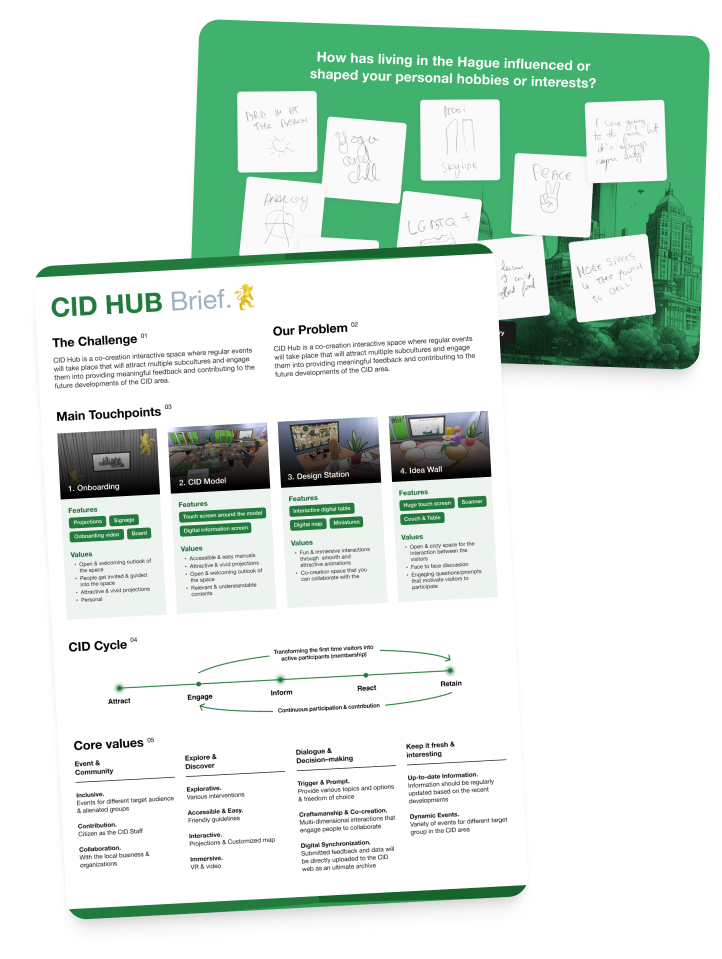 How has living in the Hague influenced or
shaped your personal hobbies or interests?
BRD IN AT
THE BEACH
Yoga
and
chill
Mooi
Skyline
PEACE
I love going
to the
it's always
LGBTIQ +
MORE SPACES
4 THE YOUTH
TO CHILL!
CID HUB Brief.
The Challenge 01
CID Hub is a co-creation interactive space where regular events
will take place that will attract multiple subcultures and engage
them into providing meaningful feedback and contributing to the
future developments of the CID area.
Our Problem 02
CID Hub is a co-creation interactive space where regular events
will take place that will attract multiple subcultures and engage
them into providing meaningful feedback and contributing to the
future developments of the CID area.
Main Touchpoints 03
1. Onboarding
Features
Projections
Signage
Onboarding video
Board
Values
• Open & welcoming outlook of
the space
• People get invited & guided
into the space
• Attractive & vivid projections
• Personal
2. CID Model
Features
Touch screen around the model
Digital information screen
Values
• Accessible & easy manuals
• Attractive & vivid projections
• Open & welcoming outlook of
the space
• Relevant & understandable
contents
3. Design Station
Features
Interactive digital table
Digital map
Miniatures
Values
• Fun & immersive interactions
through smooth and
attractive animations
• Co-creation space that you
can collaborate with the
4. Idea Wall
Features
Huge touch screen
Scanner
Couch & Table
Values
• Open & cozy space for the
interaction between the
visitors
• Face to face discussion
• Engaging questions/prompts
that motivate visitors to
participate
CID Cycle 04
Transforming the first time visitors into
active participants (membership)
Attract
Engage
Inform
React
Retain
Continuous participation & contribution
Core values 05
Event &
Community
Inclusive.
Events for different target audience
& alienated groups
Contribution.
Citizen as the CID Staff
Collaboration.
With the local business &
organizations
Explore &
Discover
Explorative.
Various interventions
Accessible & Easy.
Friendly guidelines
Interactive.
Projections & Customized map
Immersive.
VR & video
Dialogue &
Decision–making
Trigger & Prompt.
Provide various topics and options
& freedom of choice
Craftsmanship & Co-creation.
Multi-dimensional interactions that
engage people to collaborate
Digital Synchronization.
Submitted feedback and data will
be directly uploaded to the CID
web as an ultimate archive
Keep it fresh &
interesting
Up-to-date Information.
Information should be regularly
updated based on the recent
developments
Dynamic Events.
Variety of events for different target
group in the CID area